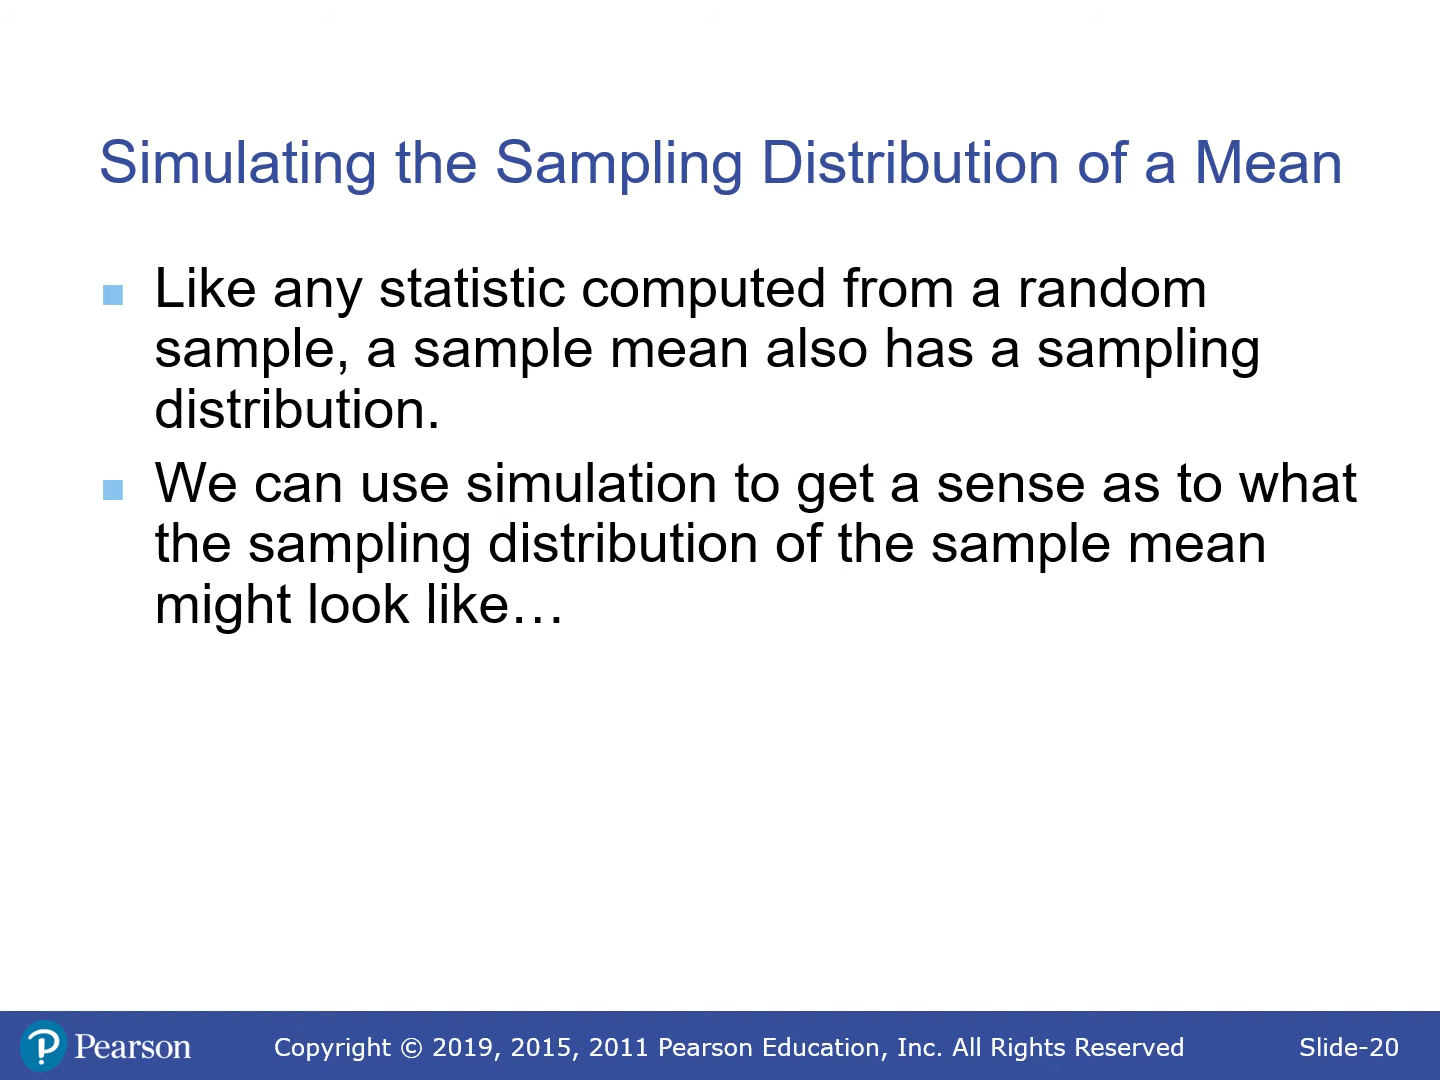 Simulating the Sampling Distribution of a Mean
Like any statistic computed from a random
sample, a sample mean also has a sampling
distribution.
We can use simulation to get a sense as to what
the sampling distribution of the sample mean
might look like…
Pearson Copyright © 2019, 2015, 2011 Pearson Education, Inc. All Rights Reserved Slide-20